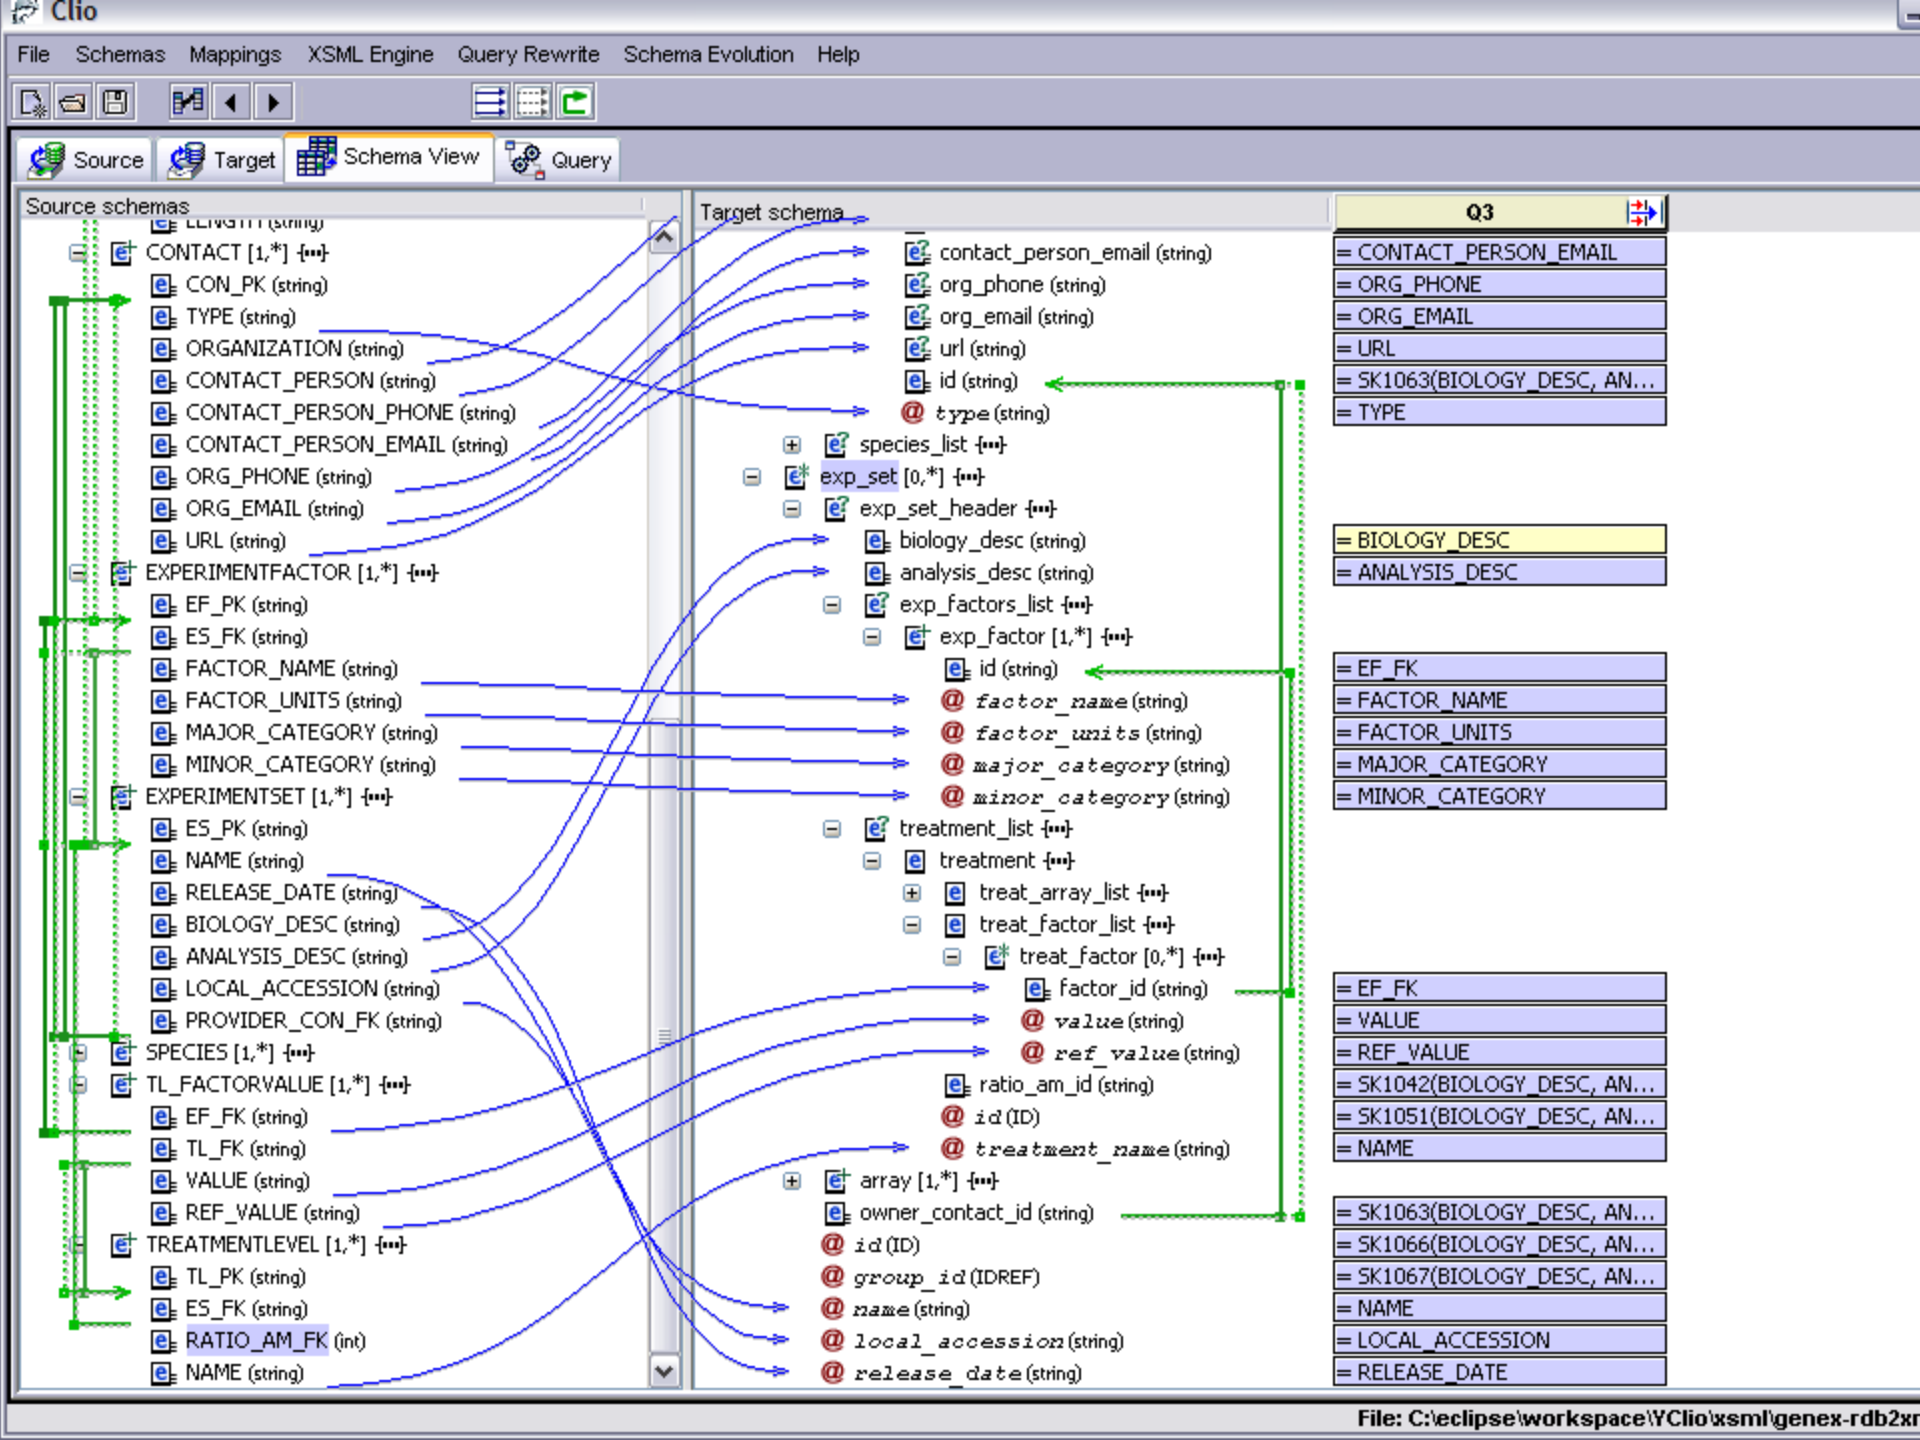 Clio
File Schemas Mappings XSML Engine Query Rewrite Schema Evolution Help
Source Target Schema View Query
Source schemas
LENGTH (string)
CONTACT [1,*] {...}
CON_PK (string)
TYPE (string)
ORGANIZATION (string)
CONTACT_PERSON (string)
CONTACT_PERSON_PHONE (string)
CONTACT_PERSON_EMAIL (string)
ORG_PHONE (string)
ORG_EMAIL (string)
URL (string)
EXPERIMENTFACTOR [1,*] {...}
EF_PK (string)
ES_FK (string)
FACTOR_NAME (string)
FACTOR_UNITS (string)
MAJOR_CATEGORY (string)
MINOR_CATEGORY (string)
EXPERIMENTSET [1,*] {...}
ES_PK (string)
NAME (string)
RELEASE_DATE (string)
BIOLOGY_DESC (string)
ANALYSIS_DESC (string)
LOCAL_ACCESSION (string)
PROVIDER_CON_FK (string)
SPECIES [1,*] {...}
TL_FACTORVALUE [1,*] {...}
EF_FK (string)
TL_FK (string)
VALUE (string)
REF_VALUE (string)
TREATMENTLEVEL [1,*] {...}
TL_PK (string)
ES_FK (string)
RATIO_AM_FK (int)
NAME (string)
Target schema
contact_person_email (string)
org_phone (string)
org_email (string)
url (string)
id (string)
type (string)
species_list {...}
exp_set [0,*] {...}
exp_set_header {...}
biology_desc (string)
analysis_desc (string)
exp_factors_list {...}
exp_factor [1,*] {...}
id (string)
factor_name (string)
factor_units (string)
major_category (string)
minor_category (string)
treatment_list {...}
treatment {...}
treat_array_list {...}
treat_factor_list {...}
treat_factor [0,*] {...}
factor_id (string)
value (string)
ref_value (string)
ratio_am_id (string)
id (ID)
treatment_name (string)
array [1,*] {...}
owner_contact_id (string)
id (ID)
group_id (IDREF)
name (string)
local_accession (string)
release_date (string)
Q3
= CONTACT_PERSON_EMAIL
= ORG_PHONE
= ORG_EMAIL
= URL
= SK1063(BIOLOGY_DESC, AN...
= TYPE
= BIOLOGY_DESC
= ANALYSIS_DESC
= EF_FK
= FACTOR_NAME
= FACTOR_UNITS
= MAJOR_CATEGORY
= MINOR_CATEGORY
= EF_FK
= VALUE
= REF_VALUE
= SK1042(BIOLOGY_DESC, AN...
= SK1051(BIOLOGY_DESC, AN...
= NAME
= SK1063(BIOLOGY_DESC, AN...
= SK1066(BIOLOGY_DESC, AN...
= SK1067(BIOLOGY_DESC, AN...
= NAME
= LOCAL_ACCESSION
= RELEASE_DATE
File: C:\eclipse\workspace\YClio\xsml\genex-rdb2xr